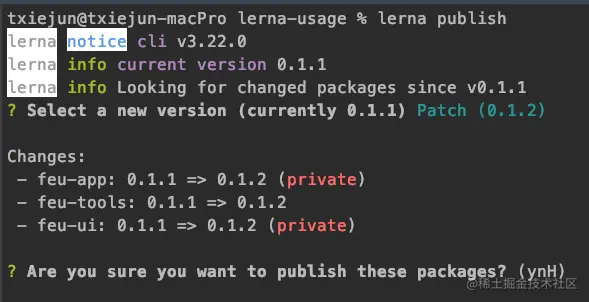 txiejun@txiejun-macPro lerna-usage % lerna publish
lerna notice cli v3.22.0
lerna info current version 0.1.1
lerna info Looking for changed packages since v0.1.1
? Select a new version (currently 0.1.1) Patch (0.1.2)
Changes:
- feu-app: 0.1.1 => 0.1.2 (private)
- feu-tools: 0.1.1 => 0.1.2
- feu-ui: 0.1.1 => 0.1.2 (private)
? Are you sure you want to publish these packages? (ynH)
@稀土掘金技术社区